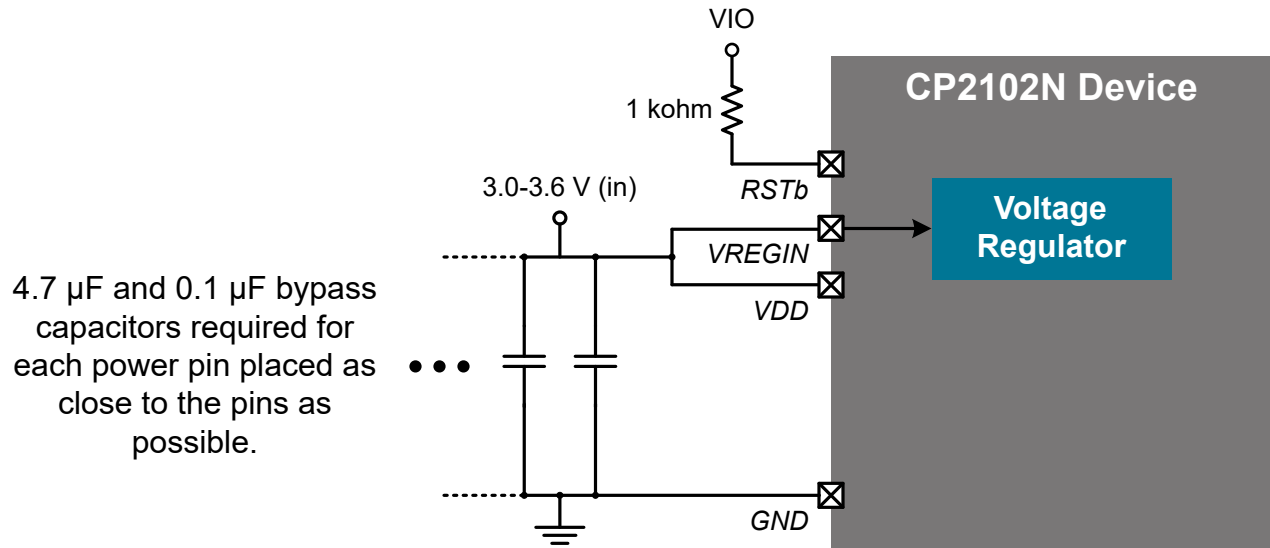 VIO
CP2102N Device
1 kohm
RSTb
3.0-3.6 V (in)
Voltage
Regulator
VREGIN
VDD
4.7 µF and 0.1 µF bypass
capacitors required for
each power pin placed as
close to the pins as
possible.
GND